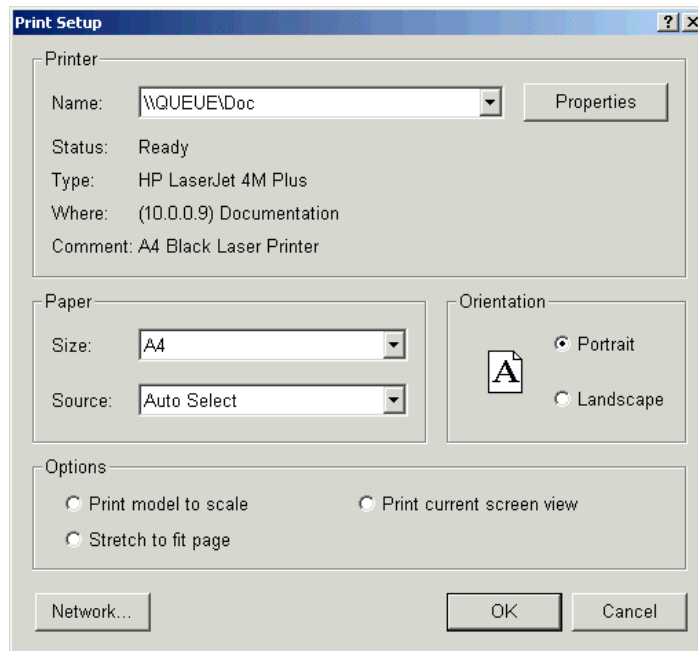 Print Setup
Printer
Name: \\QUEUE\Doc Properties
Status: Ready
Type: HP LaserJet 4M Plus
Where: (10.0.0.9) Documentation
Comment: A4 Black Laser Printer
Paper
Size: A4
Source: Auto Select
Orientation
A
Portrait
Landscape
Options
Print model to scale Print current screen view
Stretch to fit page
Network... OK Cancel